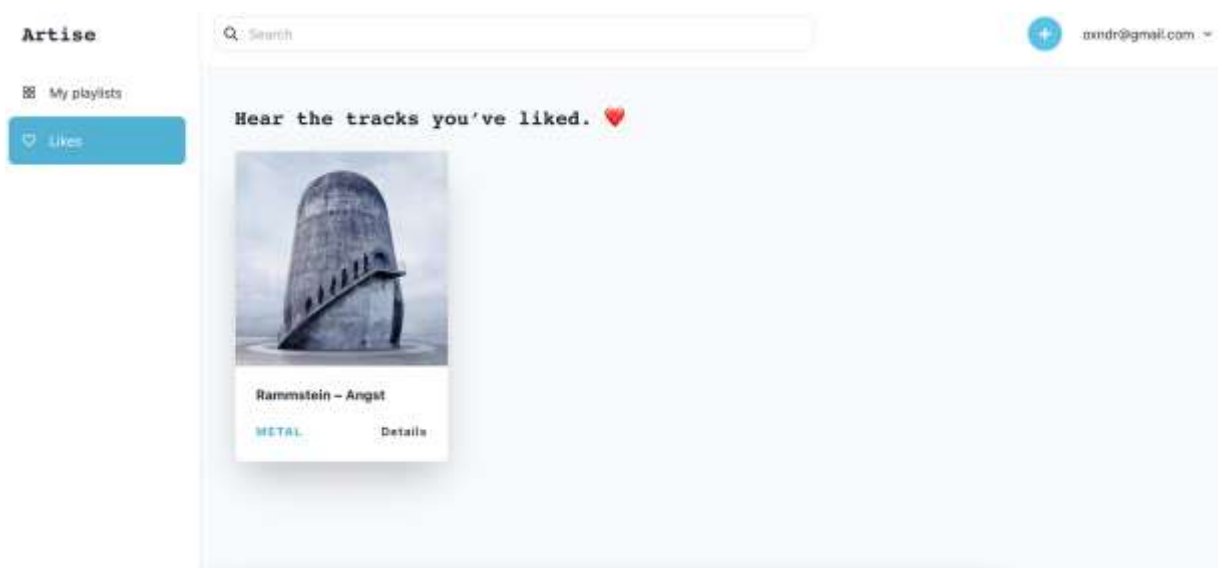 Artise
Search
oxndr@gmail.com
My playlists
Likes
Hear the tracks you've liked. ❤️
Rammstein – Angst
METAL
Details